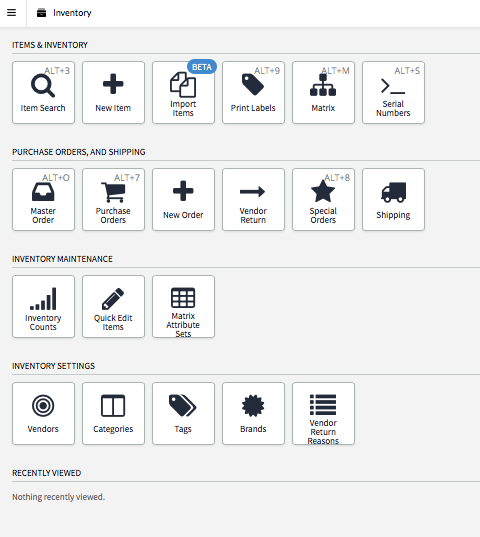 Inventory
ITEMS & INVENTORY
ALT+3
Item Search
New Item
BETA
Import
Items
ALT+9
Print Labels
ALT+M
Matrix
ALT+S
Serial
Numbers
PURCHASE ORDERS, AND SHIPPING
ALT+O
Master
Order
ALT+7
Purchase
Orders
New Order
Vendor
Return
ALT+8
Special
Orders
Shipping
INVENTORY MAINTENANCE
Inventory
Counts
Quick Edit
Items
Matrix
Attribute
Sets
INVENTORY SETTINGS
Vendors
Categories
Tags
Brands
Vendor
Return
Reasons
RECENTLY VIEWED
Nothing recently viewed.